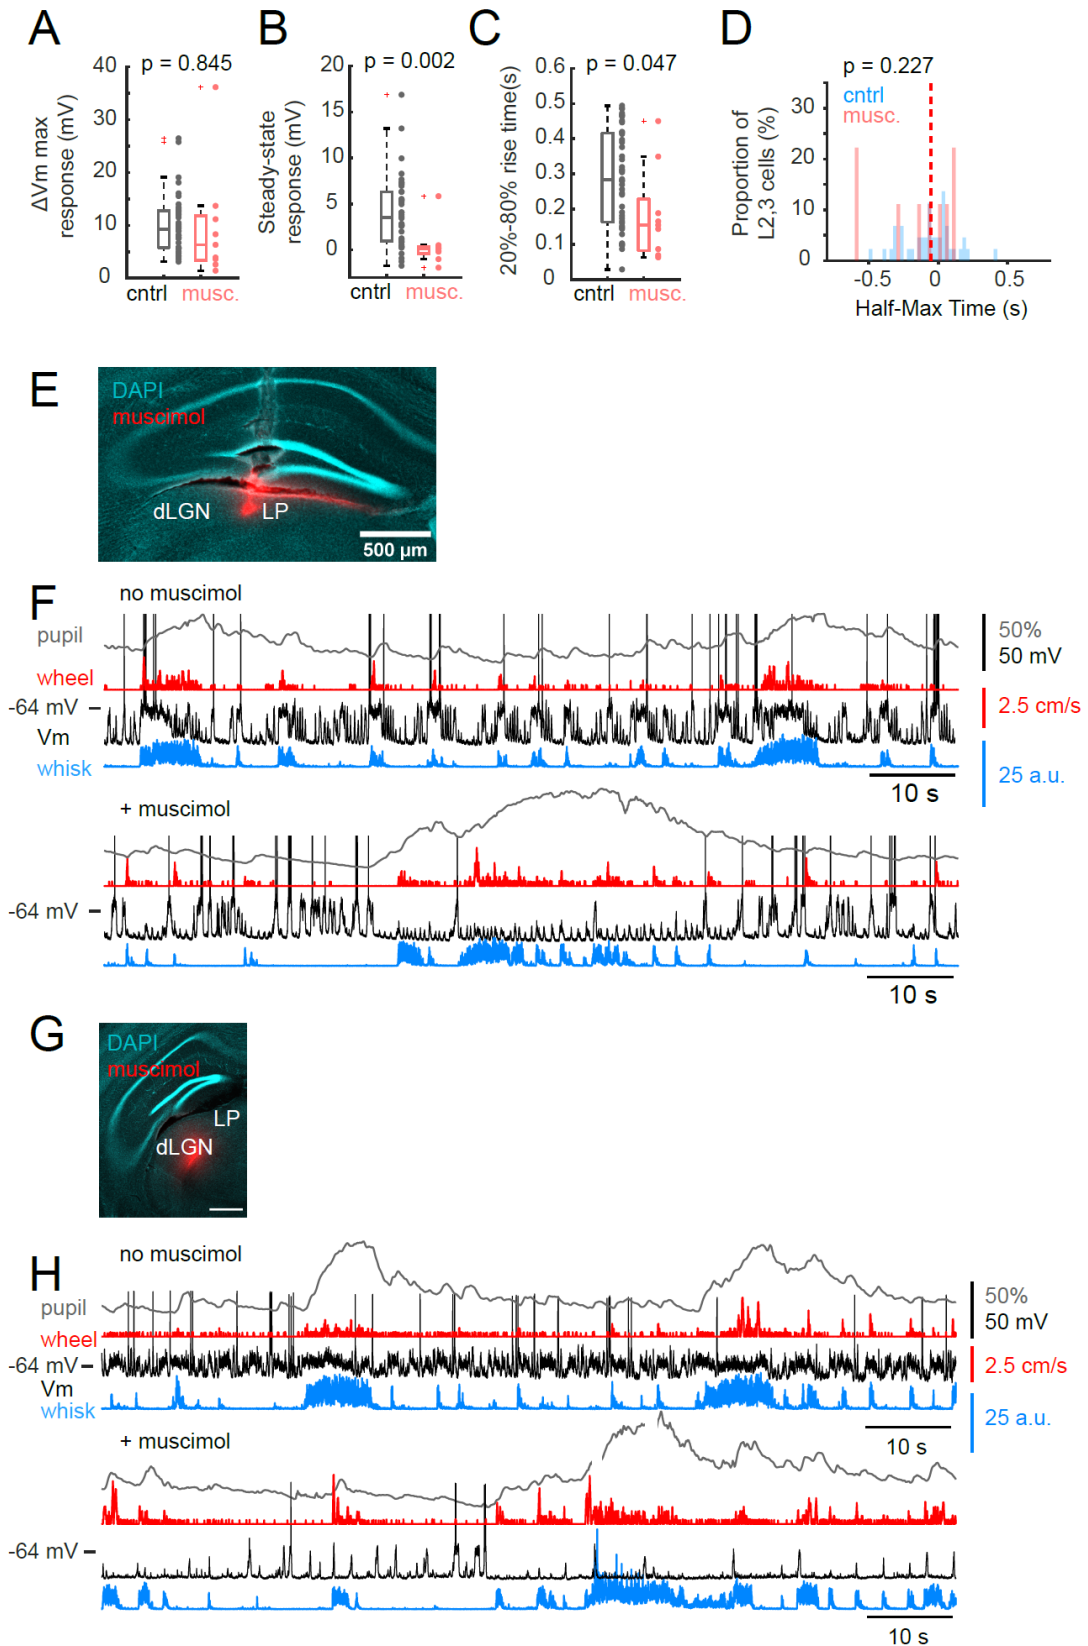 A
p = 0.845
ΔVm max
response (mV)
40
30
20
10
0
cntrl
musc.
B
p = 0.002
Steady-state
response (mV)
20
15
10
5
0
cntrl
musc.
C
p = 0.047
20%-80% rise time(s)
0.6
0.5
0.4
0.3
0.2
0.1
0
cntrl
musc.
D
p = 0.227
cntrl
musc.
Proportion of
L2,3 cells (%)
30
20
10
0
-0.5
0
0.5
Half-Max Time (s)
E
DAPI
muscimol
dLGN
LP
500 µm
F
no muscimol
pupil
wheel
-64 mV
Vm
whisk
50%
50 mV
2.5 cm/s
25 a.u.
10 s
+ muscimol
-64 mV
10 s
G
DAPI
muscimol
LP
dLGN
H
no muscimol
pupil
wheel
-64 mV
Vm
whisk
50%
50 mV
2.5 cm/s
25 a.u.
10 s
+ muscimol
-64 mV
10 s